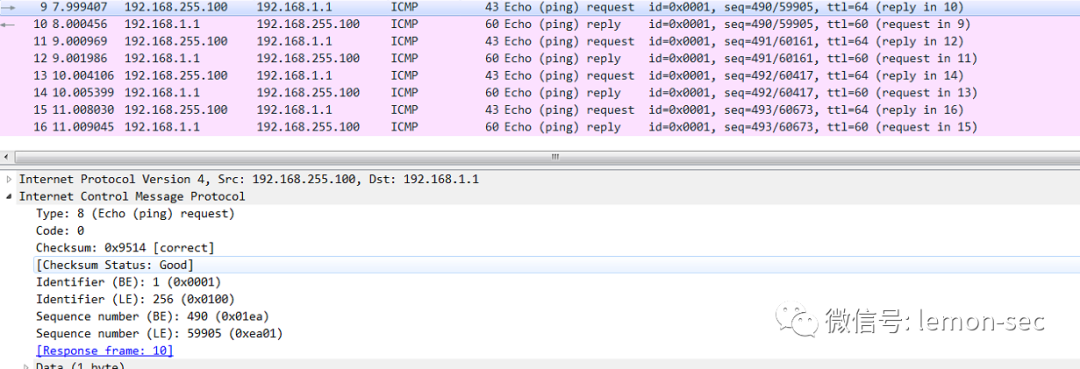 9 7.999407 192.168.255.100 192.168.1.1 ICMP 43 Echo (ping) request id=0x0001, seq=490/59905, ttl=64 (reply in 10)
10 8.000456 192.168.1.1 192.168.255.100 ICMP 60 Echo (ping) reply id=0x0001, seq=490/59905, ttl=60 (request in 9)
11 9.000969 192.168.255.100 192.168.1.1 ICMP 43 Echo (ping) request id=0x0001, seq=491/60161, ttl=64 (reply in 12)
12 9.001986 192.168.1.1 192.168.255.100 ICMP 60 Echo (ping) reply id=0x0001, seq=491/60161, ttl=60 (request in 11)
13 10.004106 192.168.255.100 192.168.1.1 ICMP 43 Echo (ping) request id=0x0001, seq=492/60417, ttl=64 (reply in 14)
14 10.005399 192.168.1.1 192.168.255.100 ICMP 60 Echo (ping) reply id=0x0001, seq=492/60417, ttl=60 (request in 13)
15 11.008030 192.168.255.100 192.168.1.1 ICMP 43 Echo (ping) request id=0x0001, seq=493/60673, ttl=64 (reply in 16)
16 11.009045 192.168.1.1 192.168.255.100 ICMP 60 Echo (ping) reply id=0x0001, seq=493/60673, ttl=60 (request in 15)
Internet Protocol Version 4, Src: 192.168.255.100, Dst: 192.168.1.1
Internet Control Message Protocol
Type: 8 (Echo (ping) request)
Code: 0
Checksum: 0x9514 [correct]
[Checksum Status: Good]
Identifier (BE): 1 (0x0001)
Identifier (LE): 256 (0x0100)
Sequence number (BE): 490 (0x01ea)
Sequence number (LE): 59905 (0xea01)
[Response frame: 10]
Data (1 byte)
微信号: lemon-sec